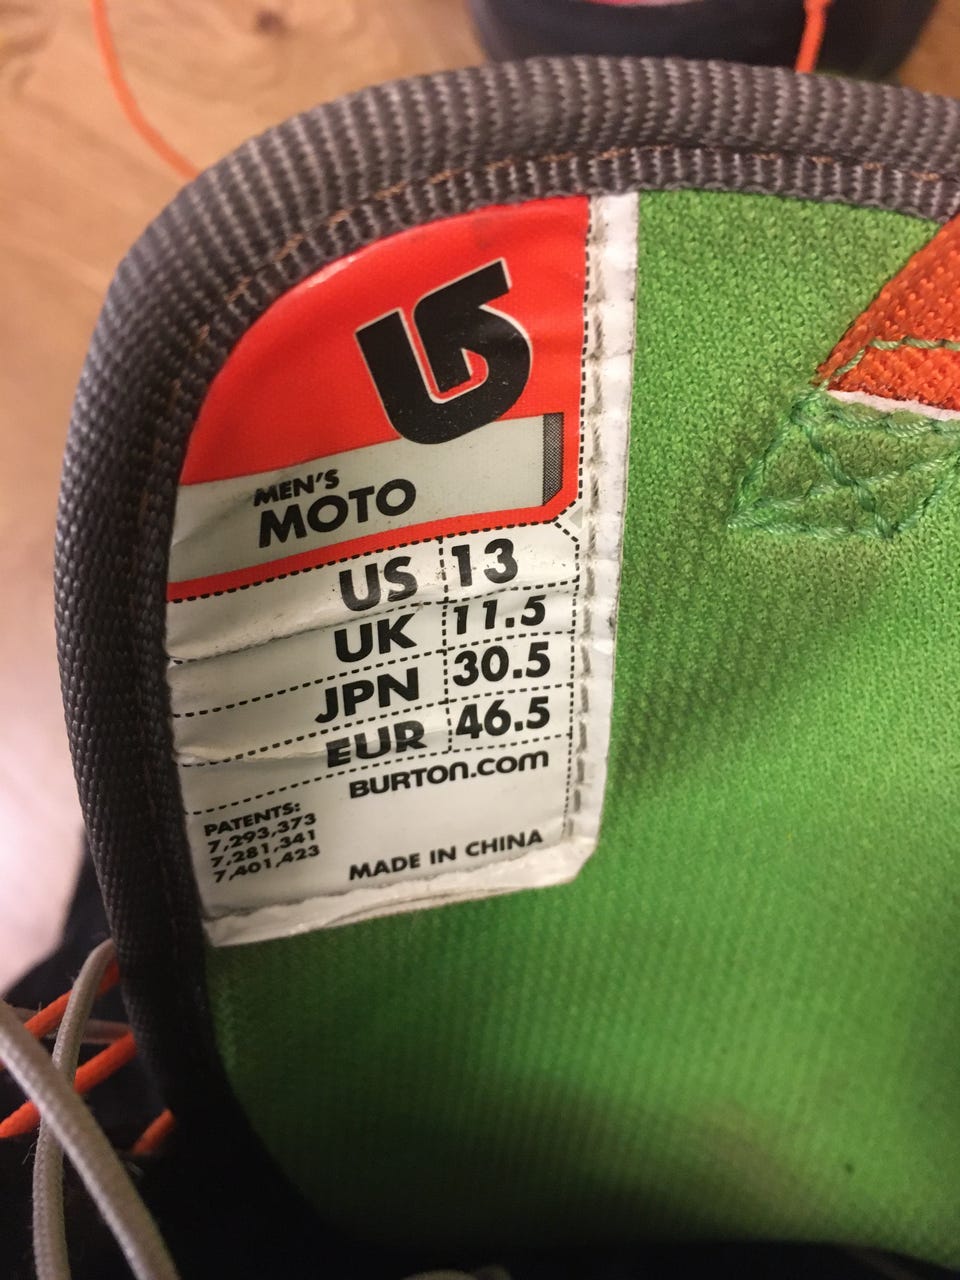 MEN'S
MOTO
US 13
UK 11.5
JPN 30.5
EUR 46.5
BURTON.COM
PATENTS:
7,293,373
7,281,341
7,401,423
MADE IN CHINA